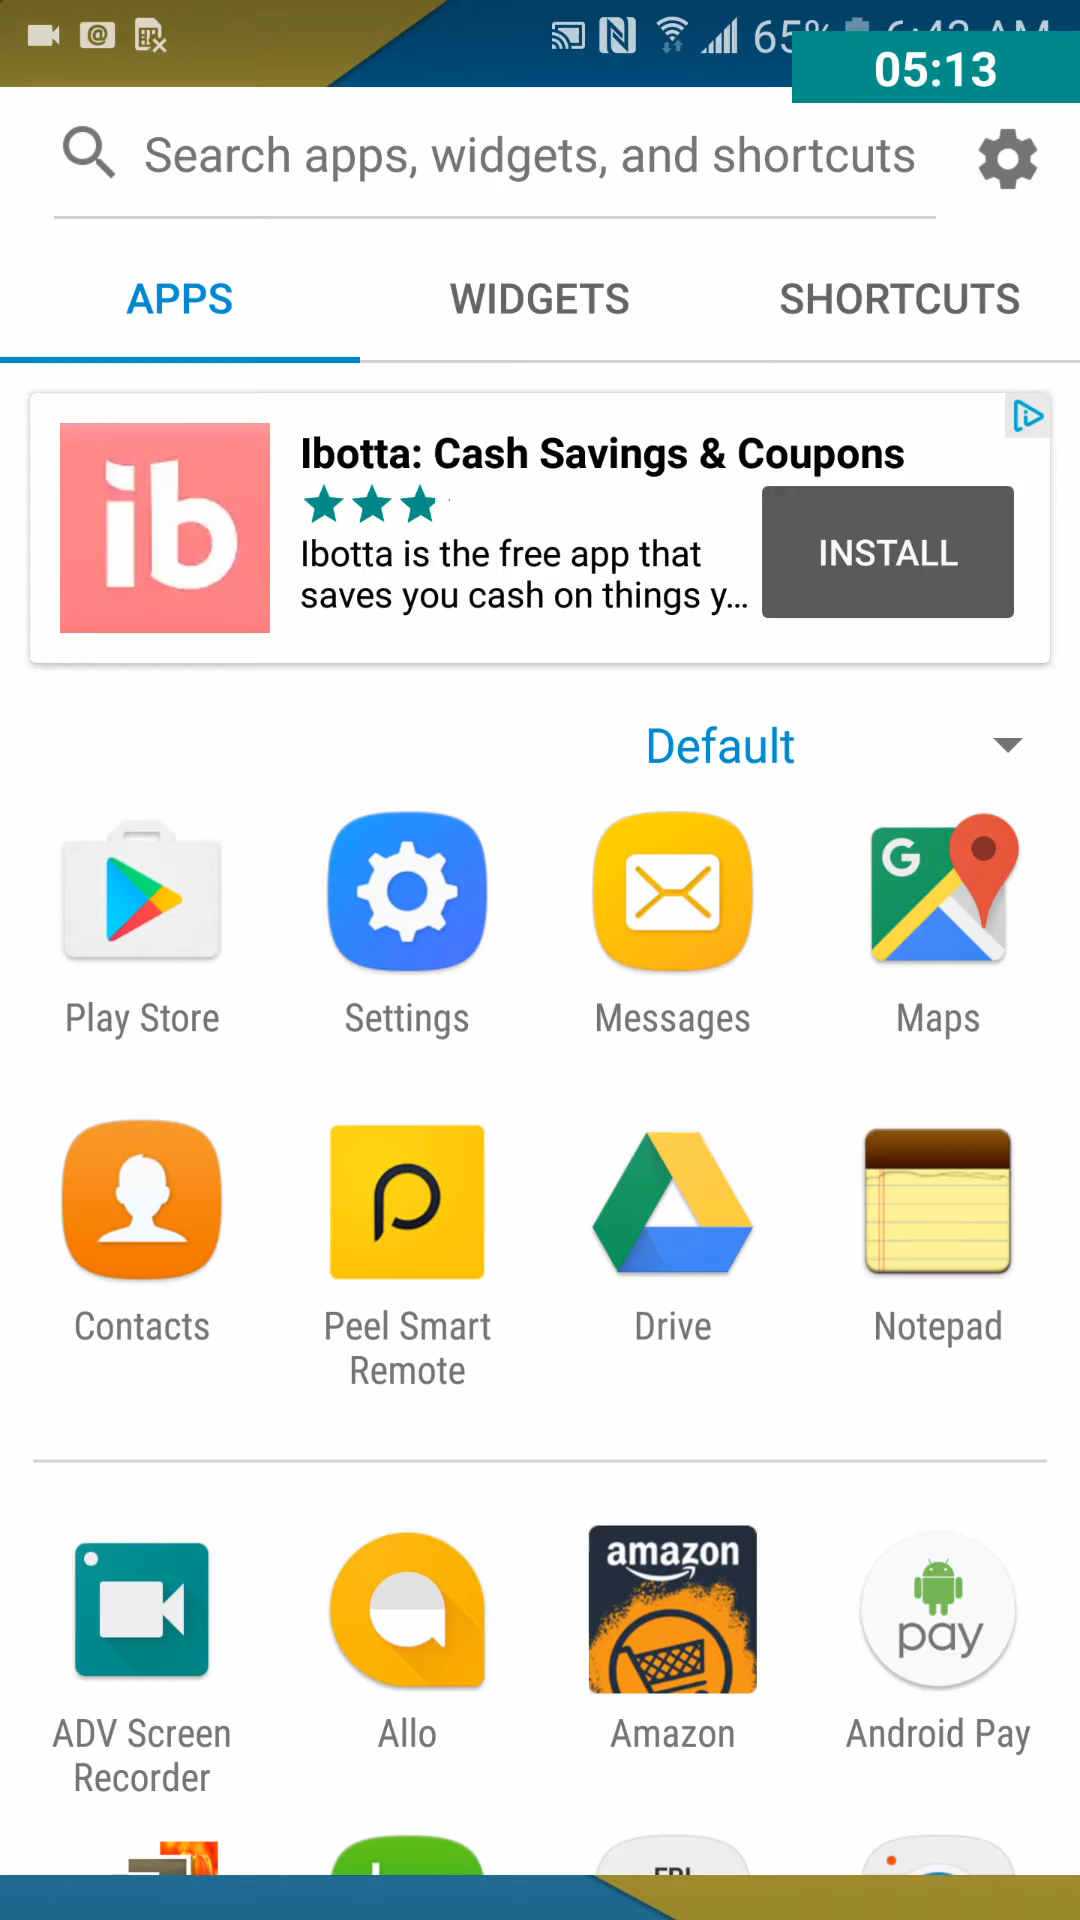 05:13
Search apps, widgets, and shortcuts
APPS WIDGETS SHORTCUTS
ib
Ibotta: Cash Savings & Coupons
Ibotta is the free app that
saves you cash on things y...
INSTALL
Default
G
Play Store Settings Messages Maps
Contacts Peel Smart Remote Drive Notepad
amazon
pay
ADV Screen Recorder Allo Amazon Android Pay